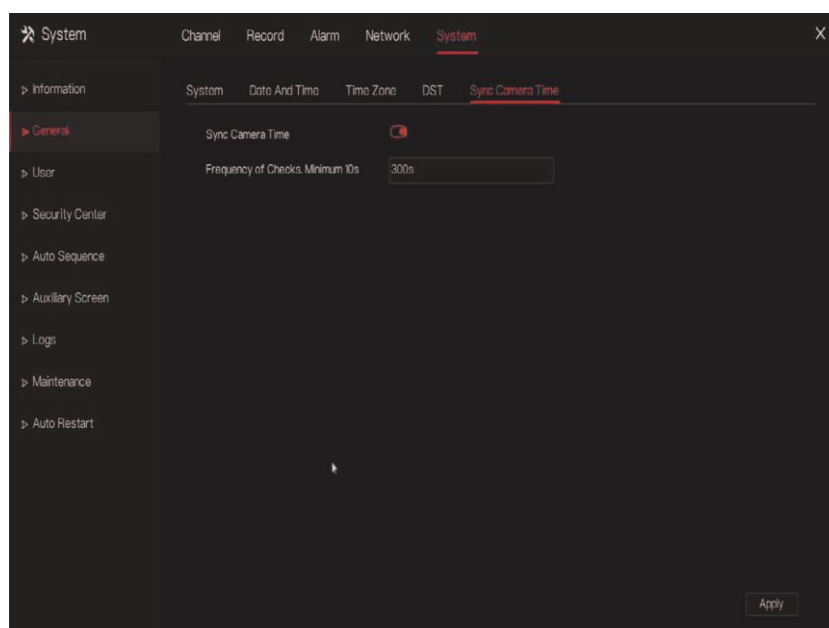 System
Channel Record Alarm Network System X
Information
General
User
Security Center
Auto Sequence
Auxiliary Screen
Logs
Maintenance
Auto Restart
System Date And Time Time Zone DST Sync Camera Time
Sync Camera Time
Frequency of Checks. Minimum 10s 300s
Apply